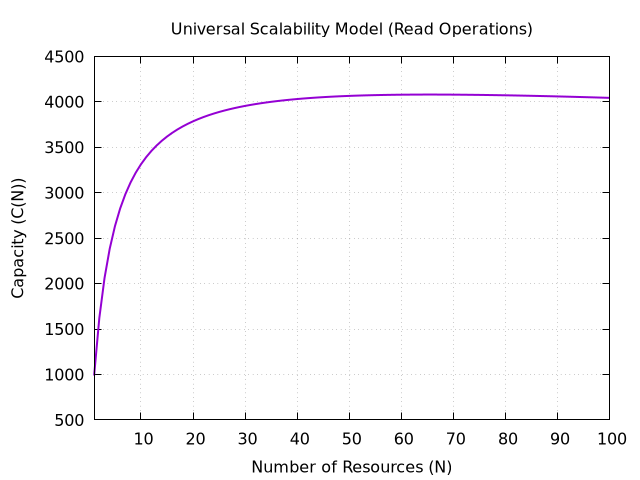 Universal Scalability Model (Read Operations)
4500
4000
3500
3000
2500
2000
1500
1000
500
Capacity (C(N))
10 20 30 40 50 60 70 80 90 100
Number of Resources (N)